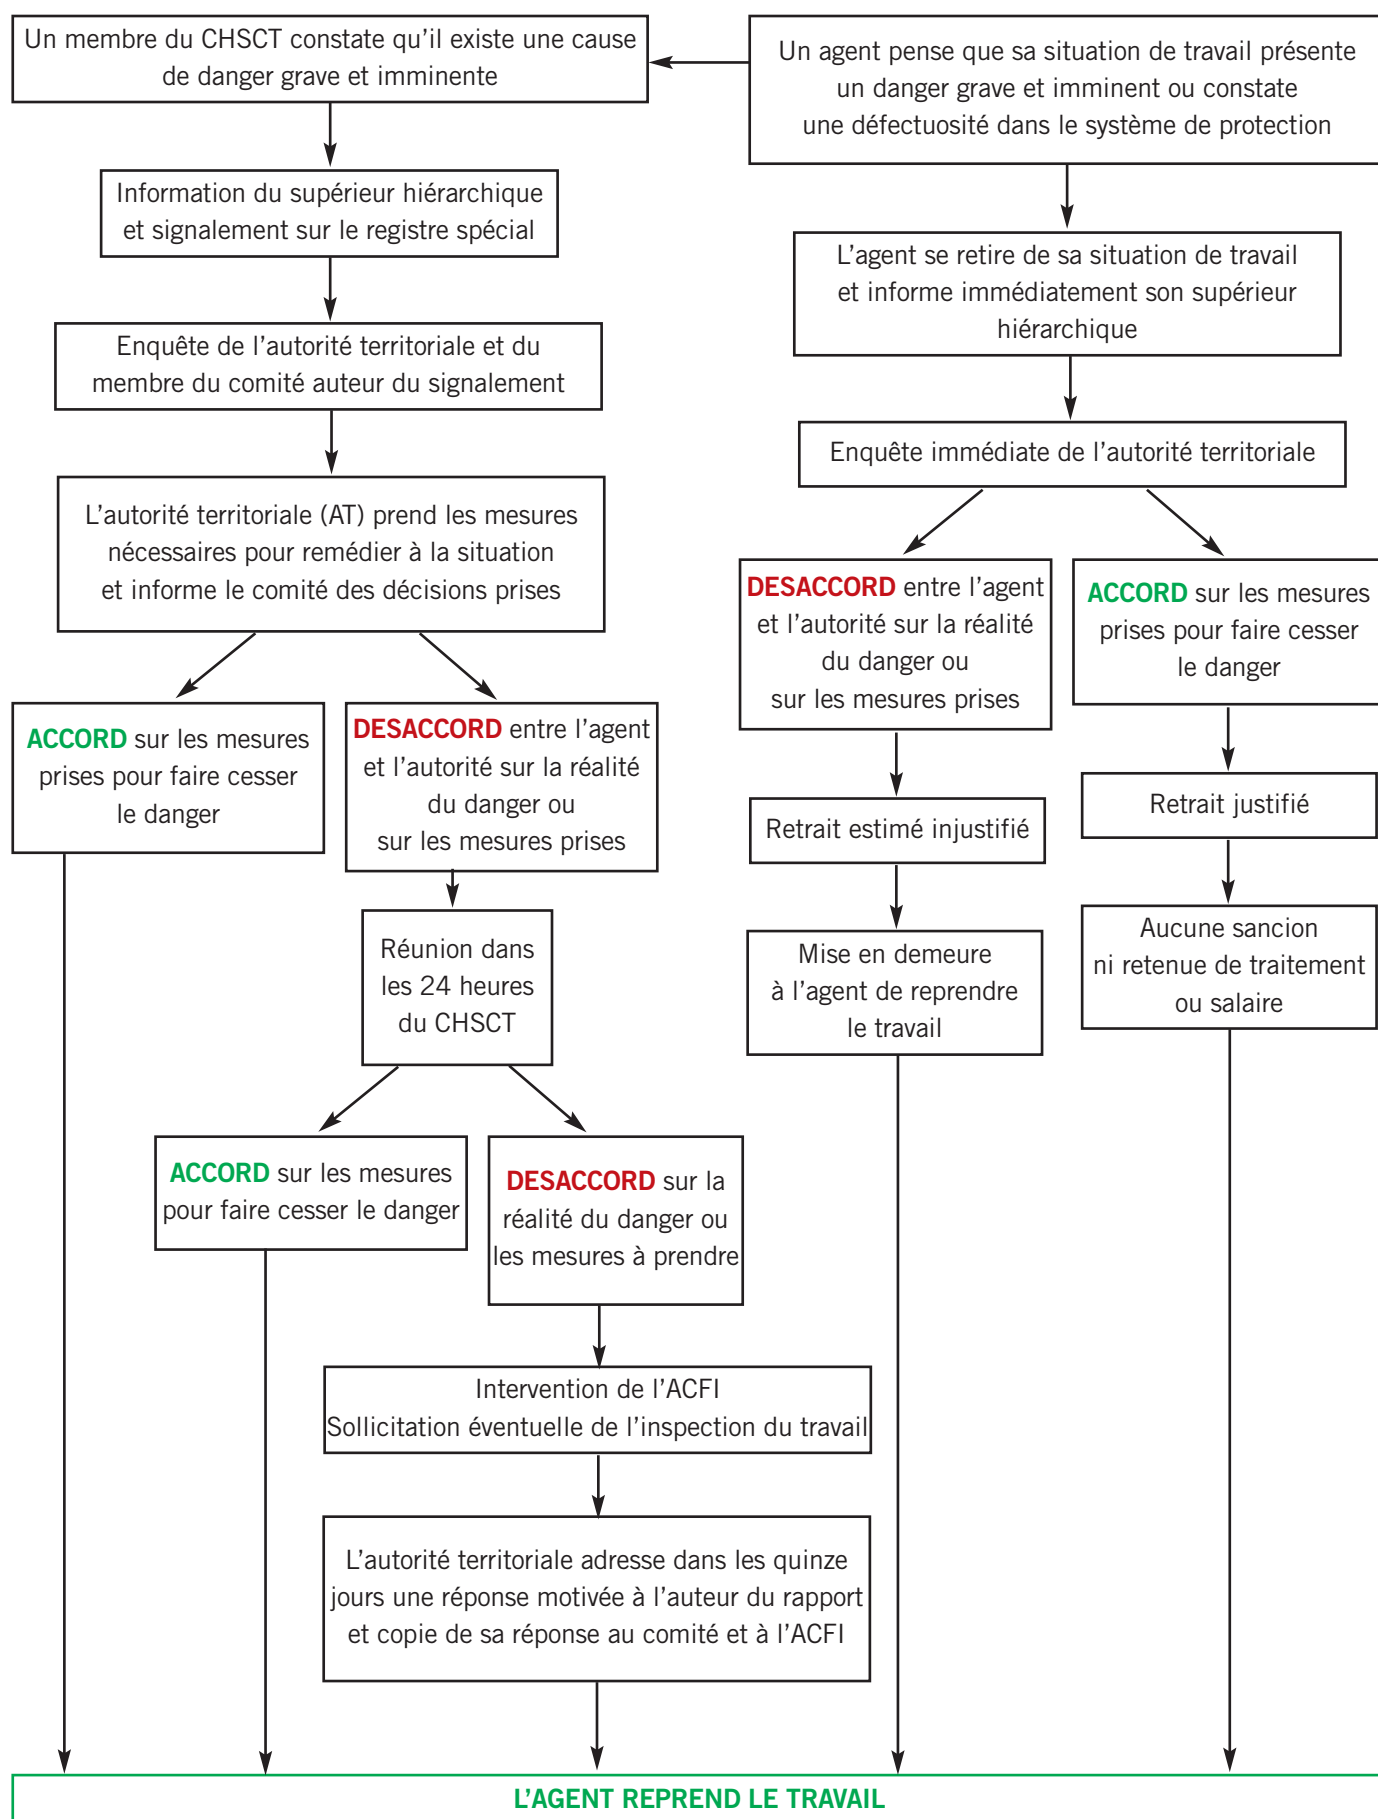 Un membre du CHSCT constate qu'il existe une cause
de danger grave et imminente
Un agent pense que sa situation de travail présente
un danger grave et imminent ou constate
une défectuosité dans le système de protection
Information du supérieur hiérarchique
et signalement sur le registre spécial
L'agent se retire de sa situation de travail
et informe immédiatement son supérieur
hiérarchique
Enquête de l'autorité territoriale et du
membre du comité auteur du signalement
Enquête immédiate de l'autorité territoriale
L'autorité territoriale (AT) prend les mesures
nécessaires pour remédier à la situation
et informe le comité des décisions prises
DESACCORD entre l'agent
et l'autorité sur la réalité
du danger ou
sur les mesures prises
ACCORD sur les mesures
prises pour faire cesser
le danger
ACCORD sur les mesures
prises pour faire cesser
le danger
DESACCORD entre l'agent
et l'autorité sur la réalité
du danger ou
sur les mesures prises
Retrait estimé injustifié
Retrait justifié
Réunion dans
les 24 heures
du CHSCT
Mise en demeure
à l'agent de reprendre
le travail
Aucune sancion
ni retenue de traitement
ou salaire
ACCORD sur les mesures
pour faire cesser le danger
DESACCORD sur la
réalité du danger ou
les mesures à prendre
Intervention de l'ACFI
Sollicitation éventuelle de l'inspection du travail
L'autorité territoriale adresse dans les quinze
jours une réponse motivée à l'auteur du rapport
et copie de sa réponse au comité et à l'ACFI
L'AGENT REPREND LE TRAVAIL